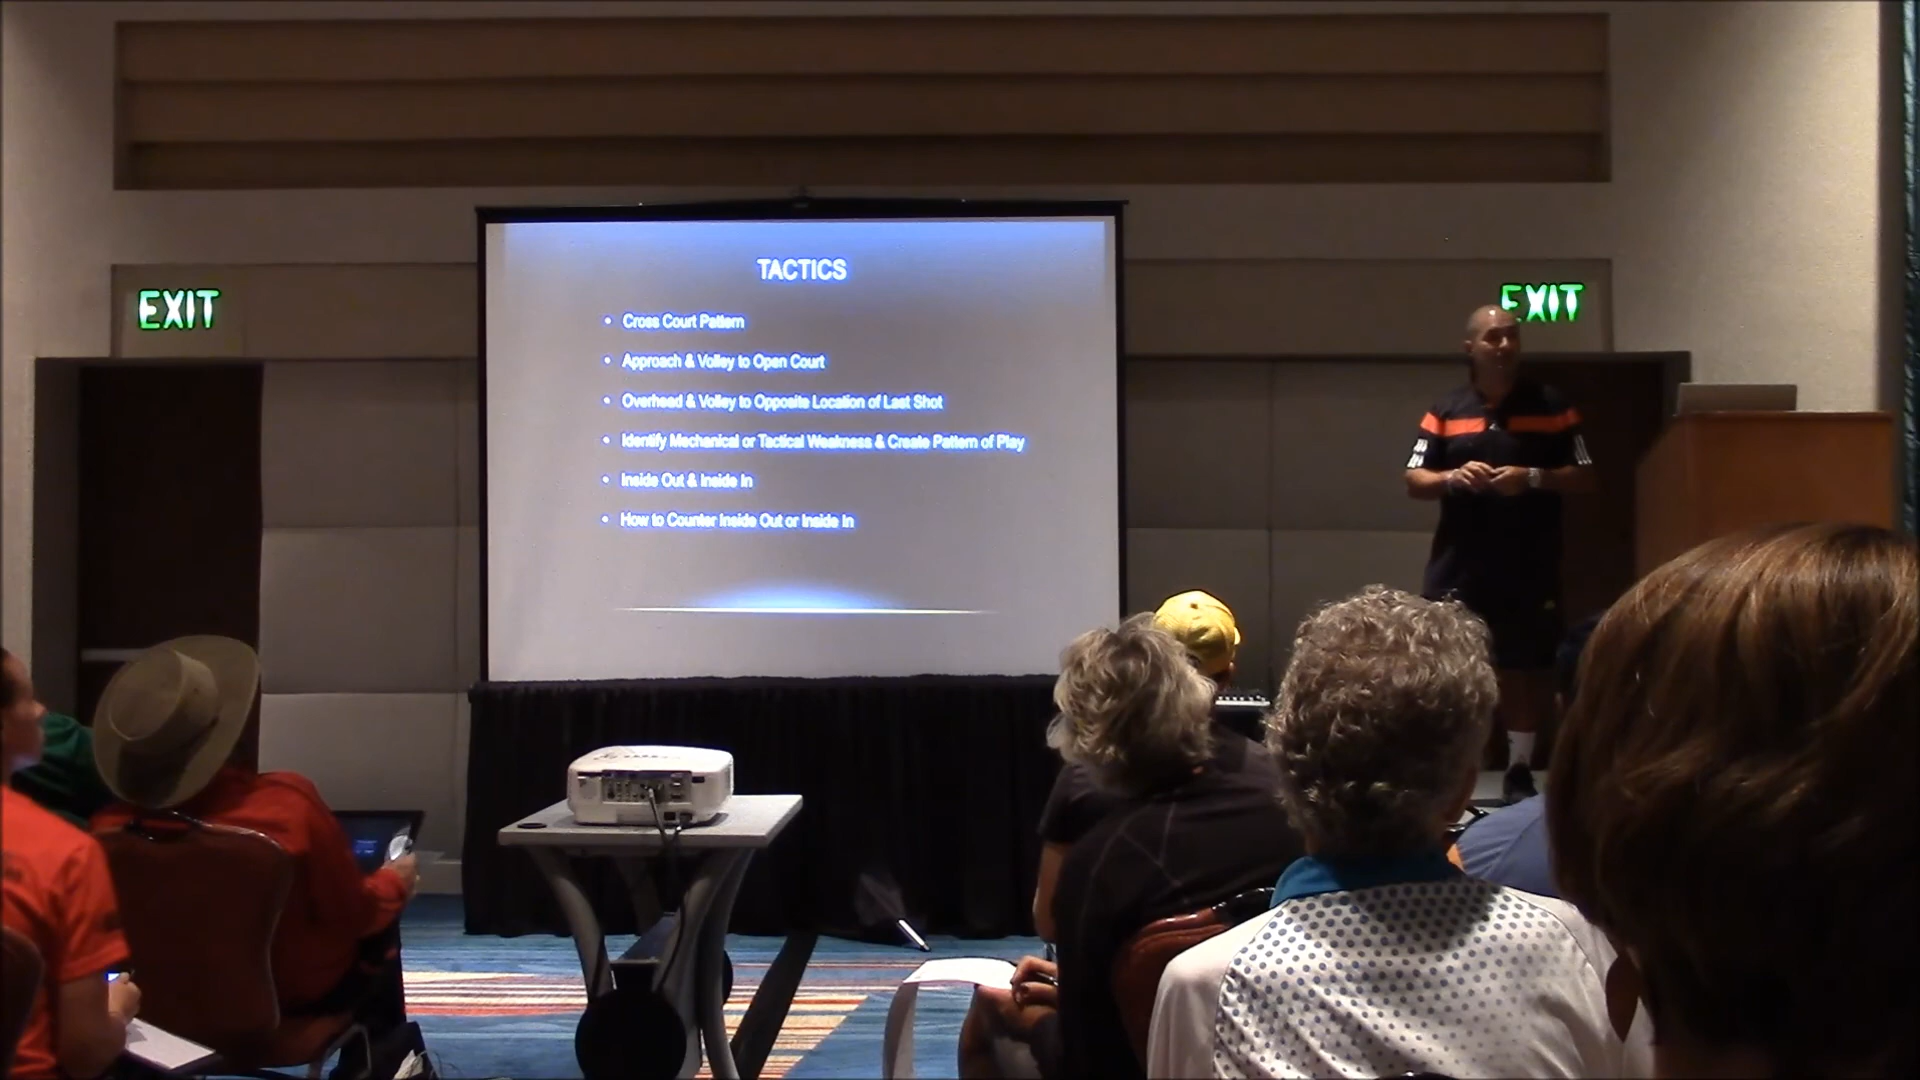 TACTICS
EXIT
EXIT
• Cross Court Pattern
• Approach & Volley to Open Court
• Overhead & Volley to Opposite Location of Last Shot
• Identify Mechanical or Tactical Weakness & Create Pattern of Play
• Inside Out & Inside In
• How to Counter Inside Out or Inside In